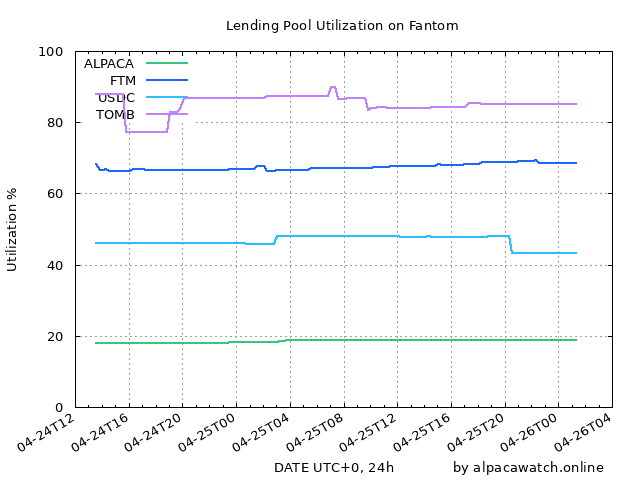 Lending Pool Utilization on Fantom
100
80
60
40
20
0
Utilization %
ALPACA
FTM
USDC
TOMB
04-24T12
04-24T16
04-24T20
04-25T00
04-25T04
04-25T08
04-25T12
04-25T16
04-25T20
04-26T00
04-26T04
DATE UTC+0, 24h
by alpacawatch.online